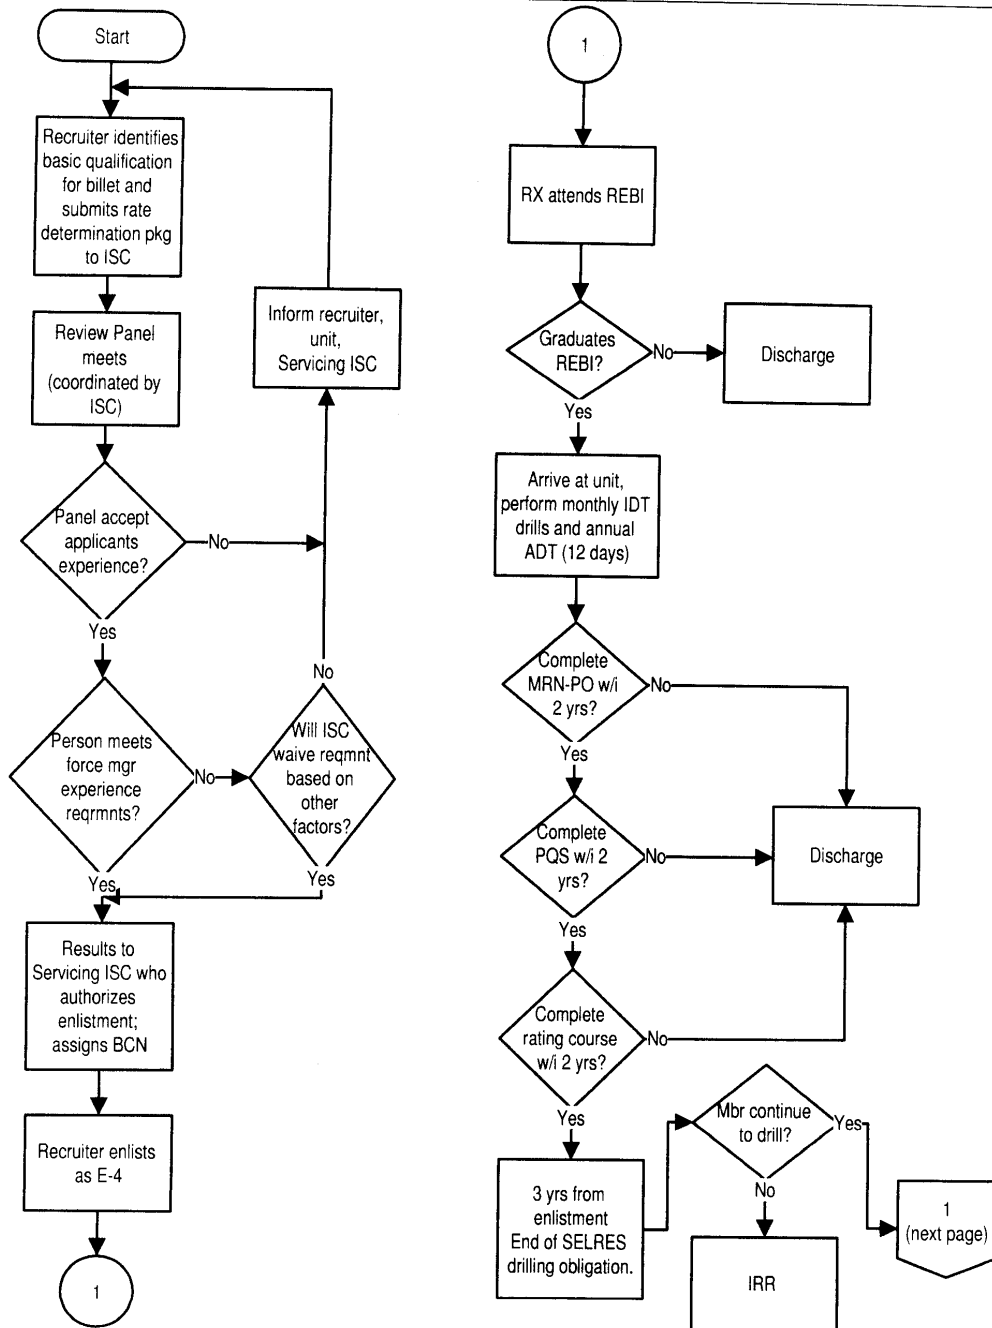 Start
Recruiter identifies
basic qualification
for billet and
submits rate
determination pkg
to ISC
Review Panel
meets
(coordinated by
ISC)
Inform recruiter,
unit,
Servicing ISC
Panel accept
applicants
experience?
No
Yes
Person meets
force mgr
experience
reqrmnts?
No
No
Will ISC
waive reqmnt
based on
other
factors?
Yes
Yes
Results to
Servicing ISC who
authorizes
enlistment;
assigns BCN
Recruiter enlists
as E-4
1
1
RX attends REBI
Graduates
REBI?
No
Discharge
Yes
Arrive at unit,
perform monthly IDT
drills and annual
ADT (12 days)
Complete
MRN-PO w/i
2 yrs?
No
Yes
Complete
PQS w/i 2
yrs?
No
Discharge
Yes
Complete
rating course
w/i 2 yrs?
No
Yes
3 yrs from
enlistment
End of SELRES
drilling obligation.
Mbr continue
to drill?
Yes
No
IRR
1
(next page)